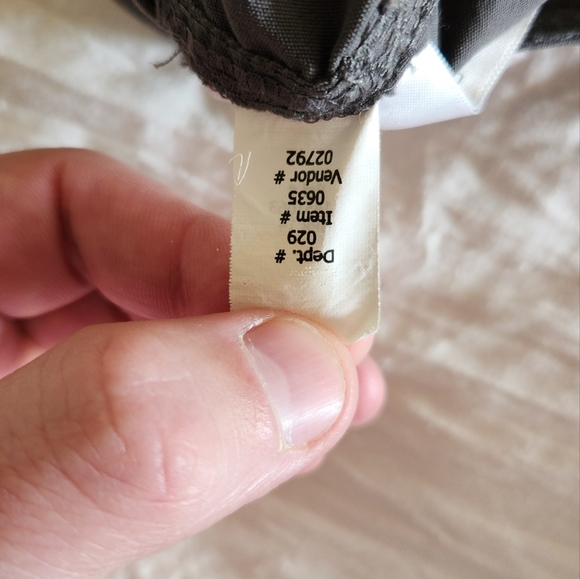 Dept. #
029
Item #
0635
Vendor #
02792